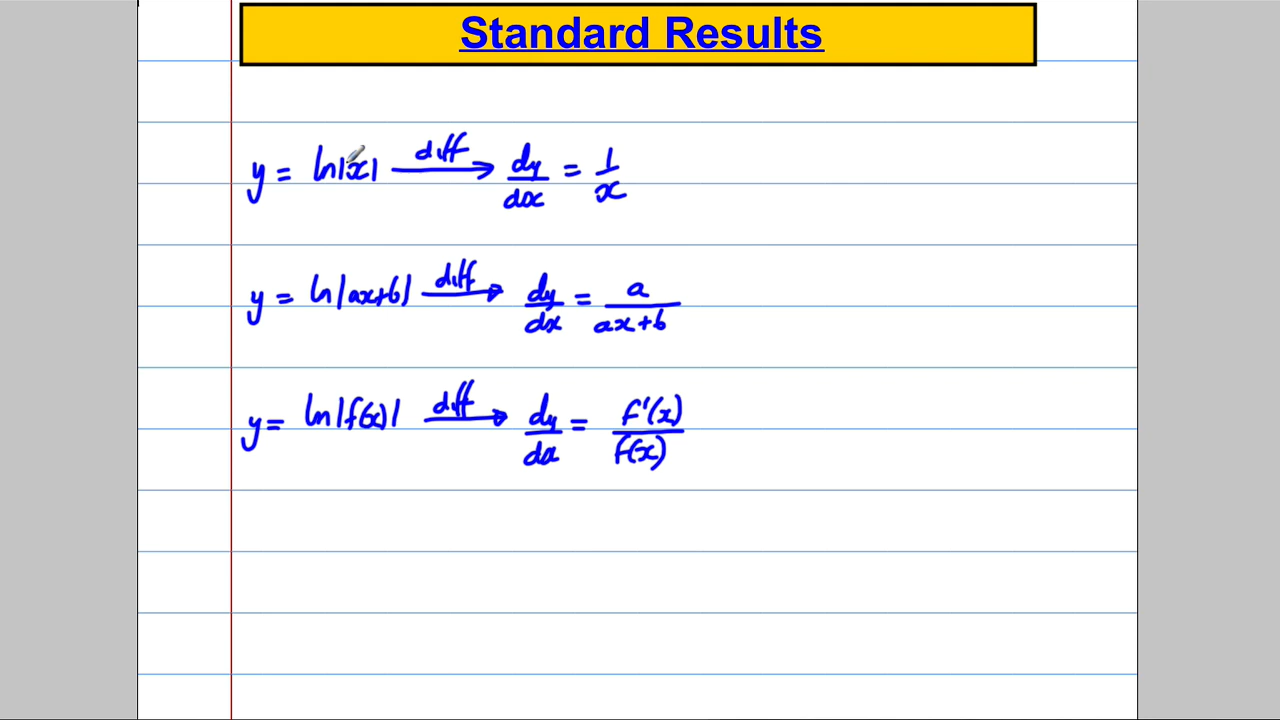 Standard Results
y = ln|x| diff → dy/dx = 1/x
y = ln|ax+b| diff → dy/dx = a/(ax+b)
y = ln|f(x)| diff → dy/dx = f'(x)/f(x)